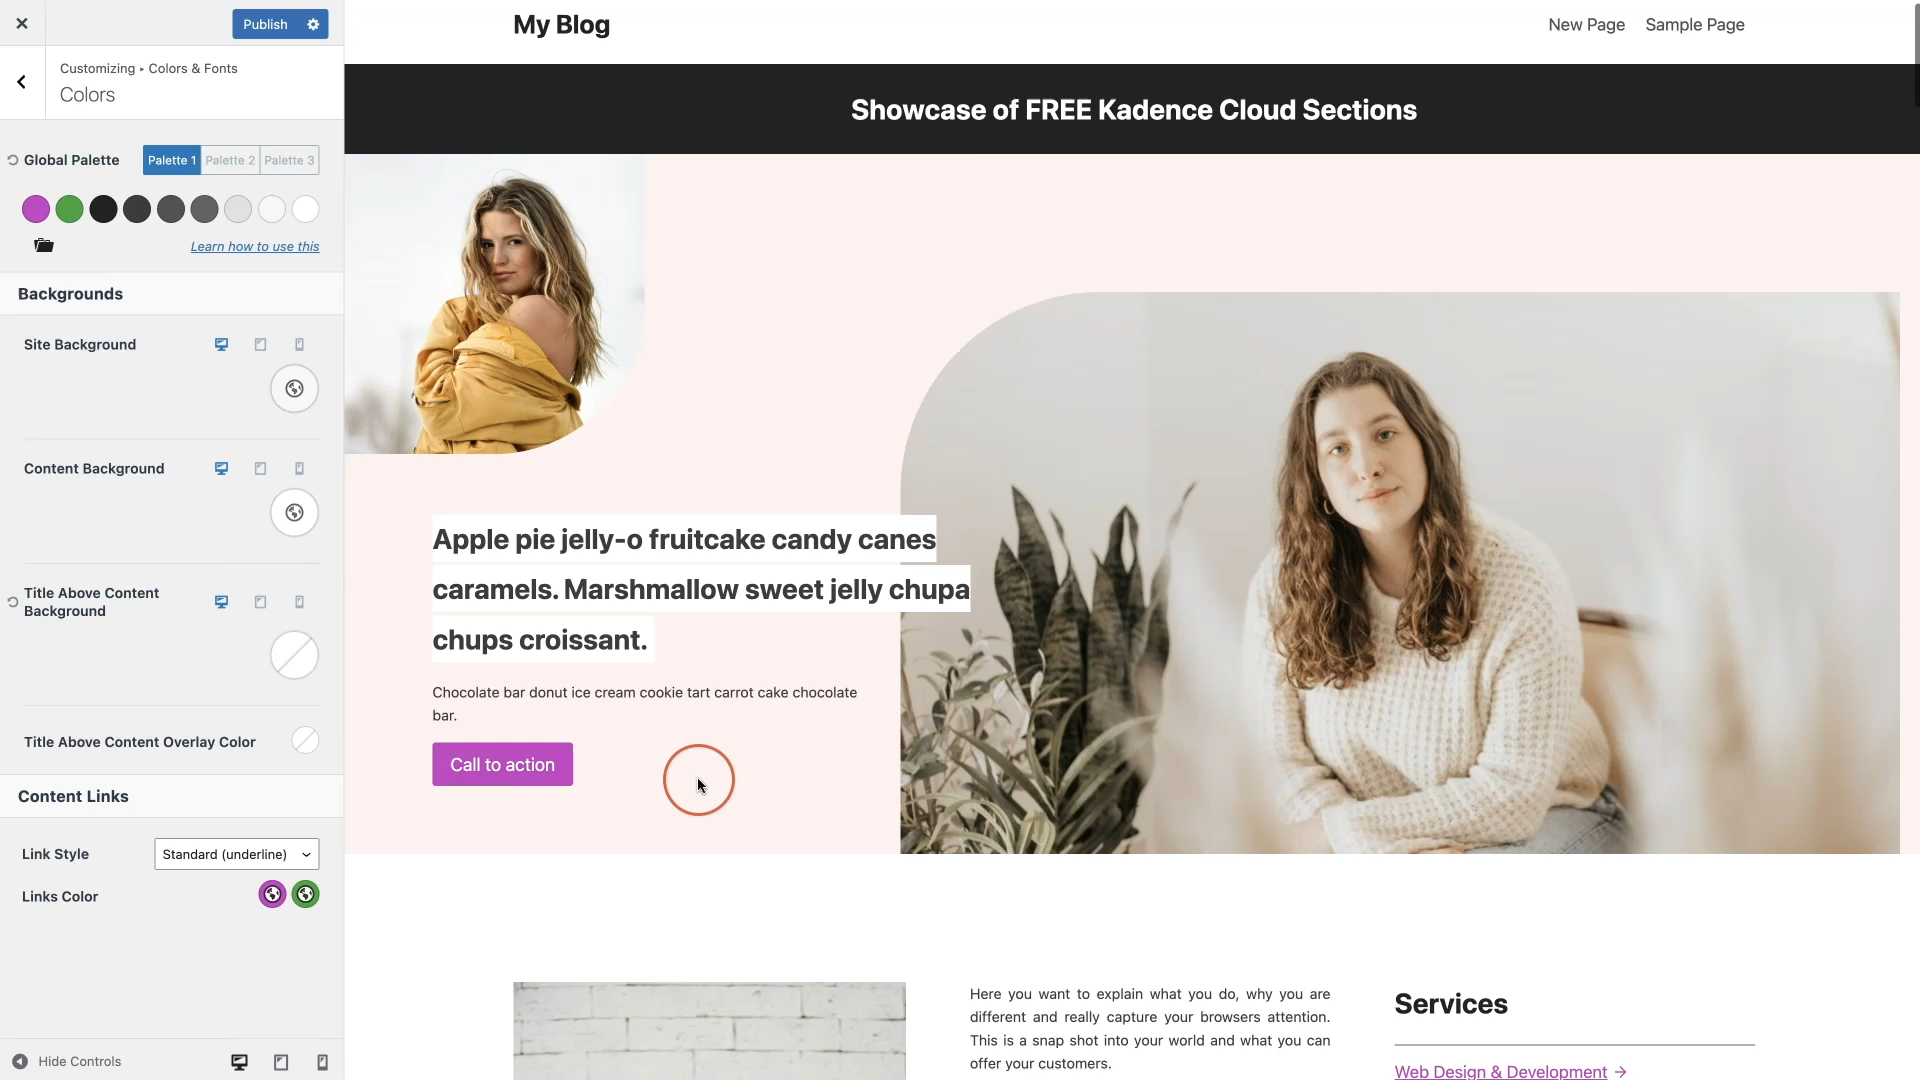 Publish
Customizing ▸ Colors & Fonts
Colors
Global Palette
Palette 1
Palette 2
Palette 3
Learn how to use this
Backgrounds
Site Background
Content Background
Title Above Content
Background
Title Above Content Overlay Color
Content Links
Link Style
Standard (underline)
Links Color
Hide Controls
My Blog
New Page
Sample Page
Showcase of FREE Kadence Cloud Sections
Apple pie jelly-o fruitcake candy canes
caramels. Marshmallow sweet jelly chupa
chups croissant.
Chocolate bar donut ice cream cookie tart carrot cake chocolate
bar.
Call to action
Here you want to explain what you do, why you are
different and really capture your browsers attention.
This is a snap shot into your world and what you can
offer your customers.
Services
Web Design & Development →